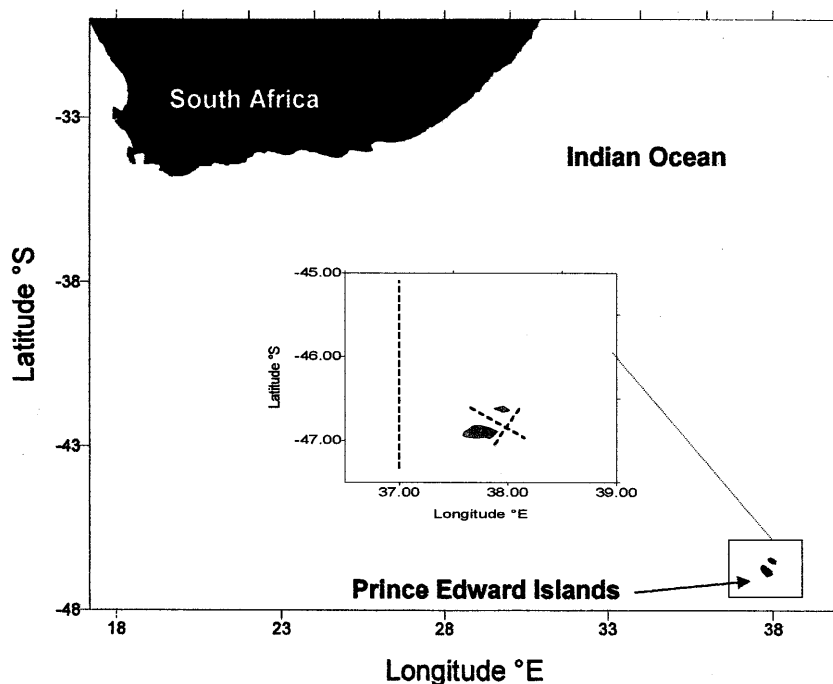 South Africa
-33
Indian Ocean
Latitude °S
-38
-45.00
-46.00
Latitude °S
-47.00
37.00 38.00 39.00
Longitude °E
-43
Prince Edward Islands
-48
18 23 28 33 38
Longitude °E